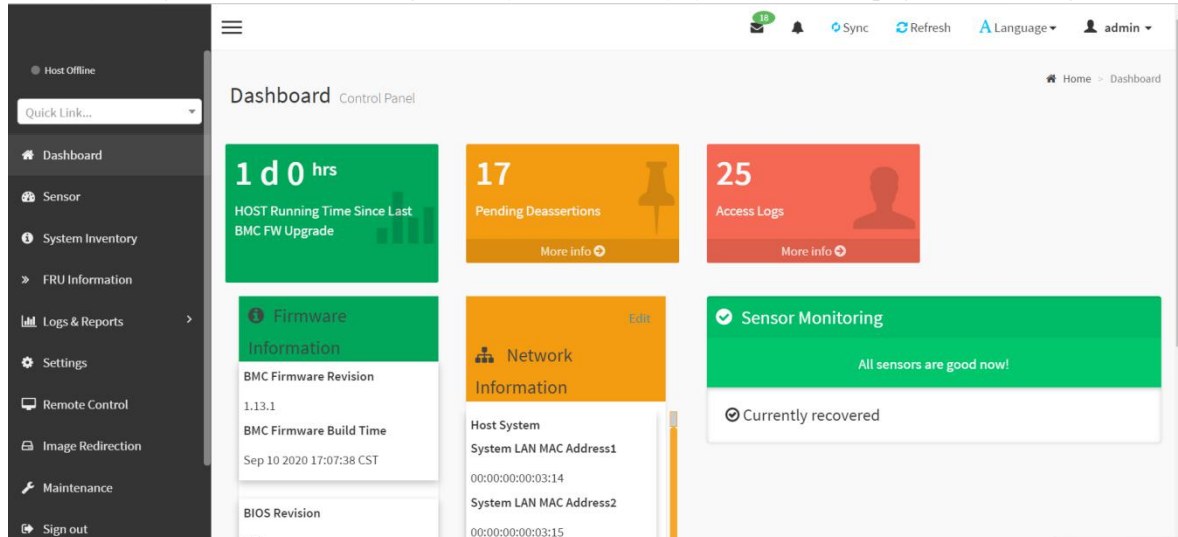 18
Sync
Refresh
A Language
admin
Host Offline
Quick Link...
Dashboard
Sensor
System Inventory
FRU Information
Logs & Reports
Settings
Remote Control
Image Redirection
Maintenance
Sign out
Dashboard Control Panel
Home > Dashboard
1 d 0 hrs
HOST Running Time Since Last
BMC FW Upgrade
17
Pending Deassertions
More info
25
Access Logs
More info
Firmware
Information
BMC Firmware Revision
1.13.1
BMC Firmware Build Time
Sep 10 2020 17:07:38 CST
BIOS Revision
Edit
Network
Information
Host System
System LAN MAC Address1
00:00:00:00:03:14
System LAN MAC Address2
00:00:00:00:03:15
Sensor Monitoring
All sensors are good now!
Currently recovered